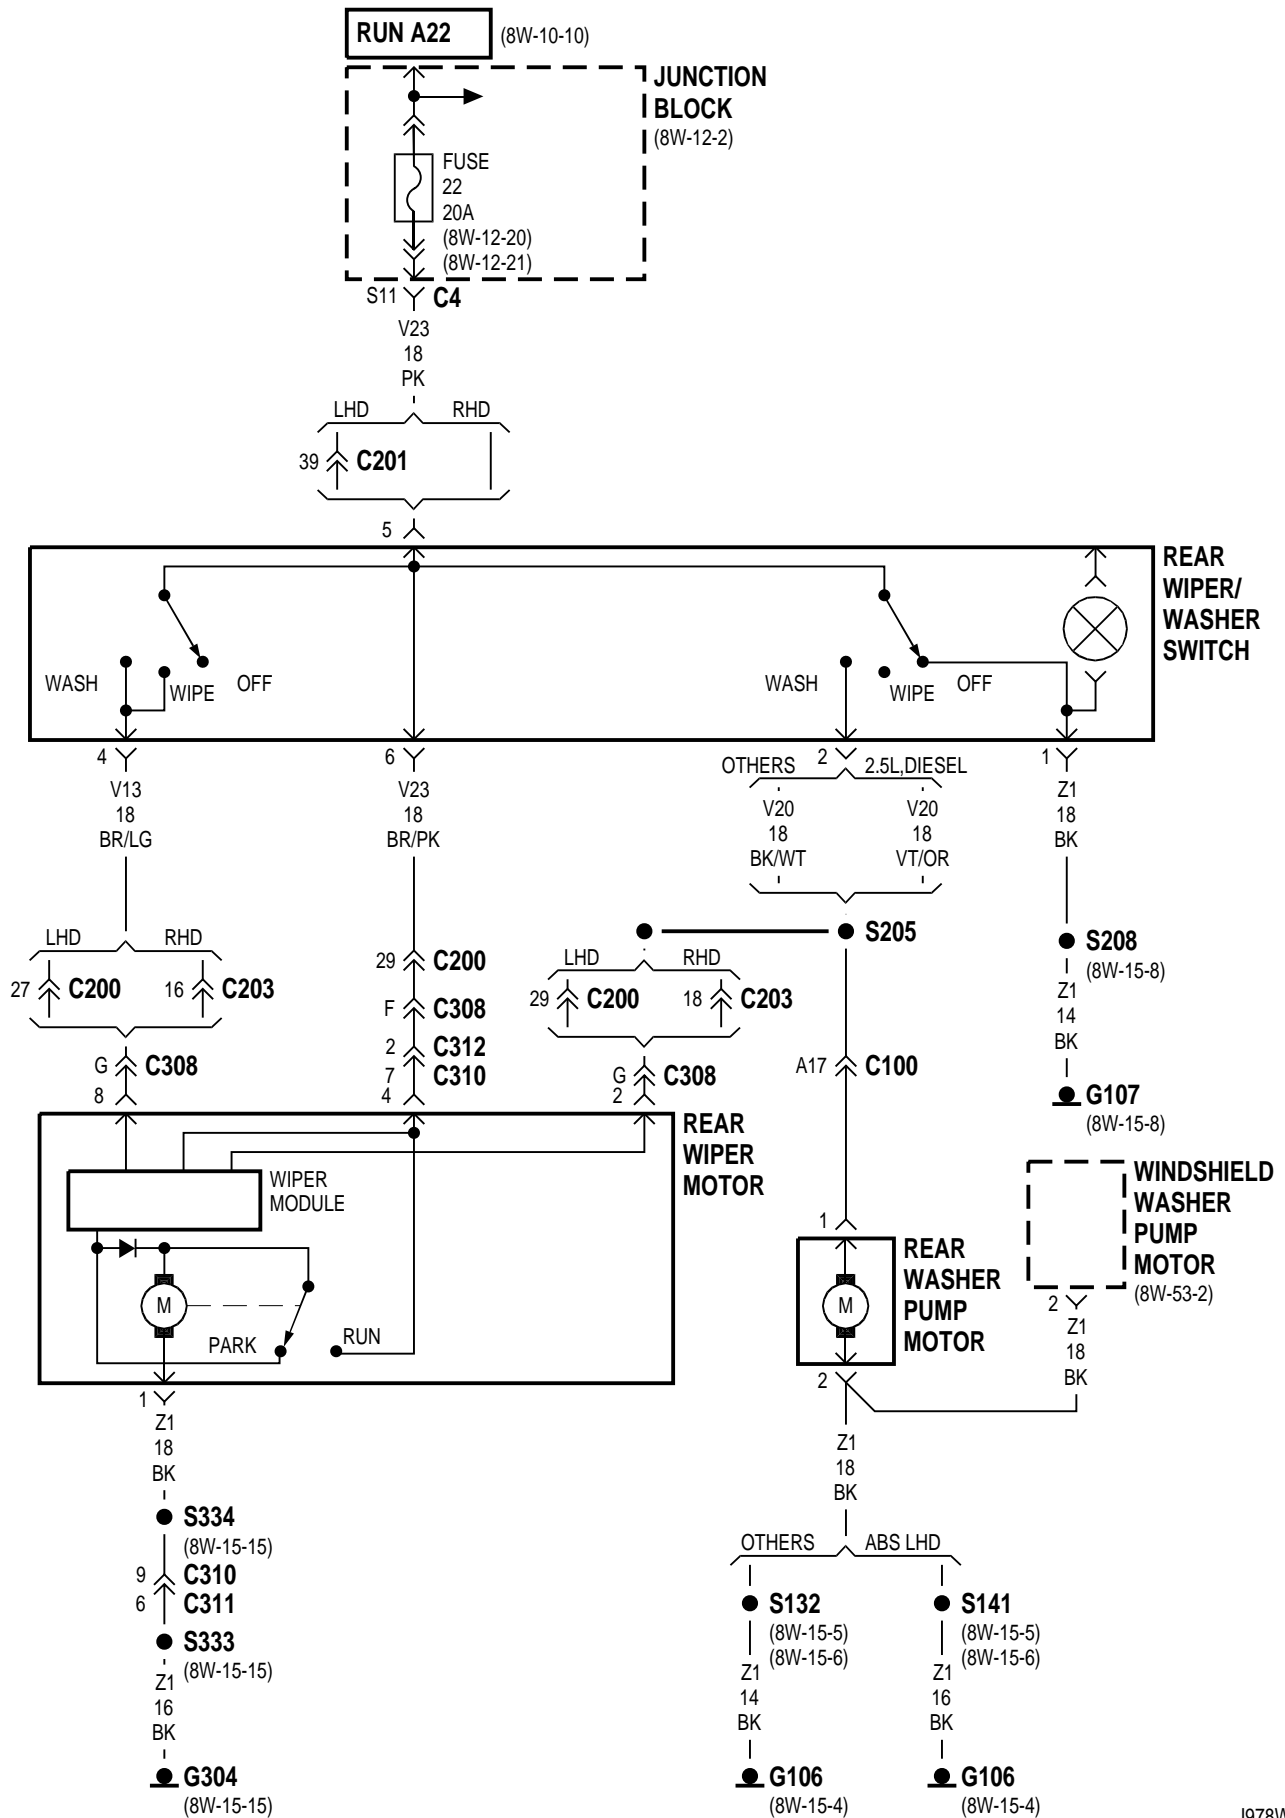 RUN A22 (8W-10-10)
JUNCTION
BLOCK
(8W-12-2)
FUSE
22
20A
(8W-12-20)
(8W-12-21)
S11 C4
V23
18
PK
LHD RHD
39 C201
5
REAR
WIPER/
WASHER
SWITCH
WASH WIPE OFF
WASH WIPE OFF
4 6 2 1
OTHERS 2.5L,DIESEL
V13
18
BR/LG
V23
18
BR/PK
V20
18
BK/WT
V20
18
VT/OR
Z1
18
BK
LHD RHD
27 C200 16 C203
29 C200
F C308
2 C312
7 C310
4
S205
LHD RHD
29 C200 18 C203
S208
(8W-15-8)
Z1
14
BK
G C308
8
G C308
2
A17 C100
G107
(8W-15-8)
REAR
WIPER
MOTOR
WIPER
MODULE
M
PARK RUN
1
REAR
WASHER
PUMP
MOTOR
M
2
WINDSHIELD
WASHER
PUMP
MOTOR
(8W-53-2)
2
Z1
18
BK
1
Z1
18
BK
S334
(8W-15-15)
9 C310
6 C311
S333
(8W-15-15)
Z1
16
BK
G304
(8W-15-15)
Z1
18
BK
OTHERS ABS LHD
S132
(8W-15-5)
(8W-15-6)
Z1
14
BK
G106
(8W-15-4)
S141
(8W-15-5)
(8W-15-6)
Z1
16
BK
G106
(8W-15-4)